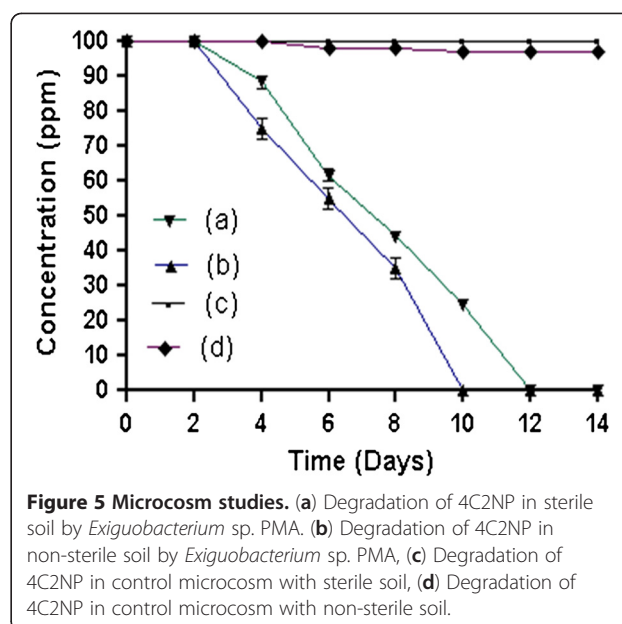 100
90
80
70
60
50
40
30
20
10
0
Concentration (ppm)
(a)
(b)
(c)
(d)
0 2 4 6 8 10 12 14
Time (Days)
Figure 5 Microcosm studies. (a) Degradation of 4C2NP in sterile
soil by Exiguobacterium sp. PMA. (b) Degradation of 4C2NP in
non-sterile soil by Exiguobacterium sp. PMA, (c) Degradation of
4C2NP in control microcosm with sterile soil, (d) Degradation of
4C2NP in control microcosm with non-sterile soil.